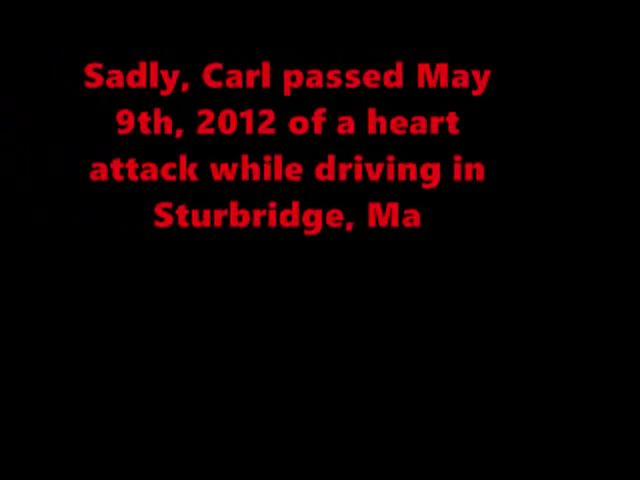 Sadly, Carl passed May
9th, 2012 of a heart
attack while driving in
Sturbridge, Ma